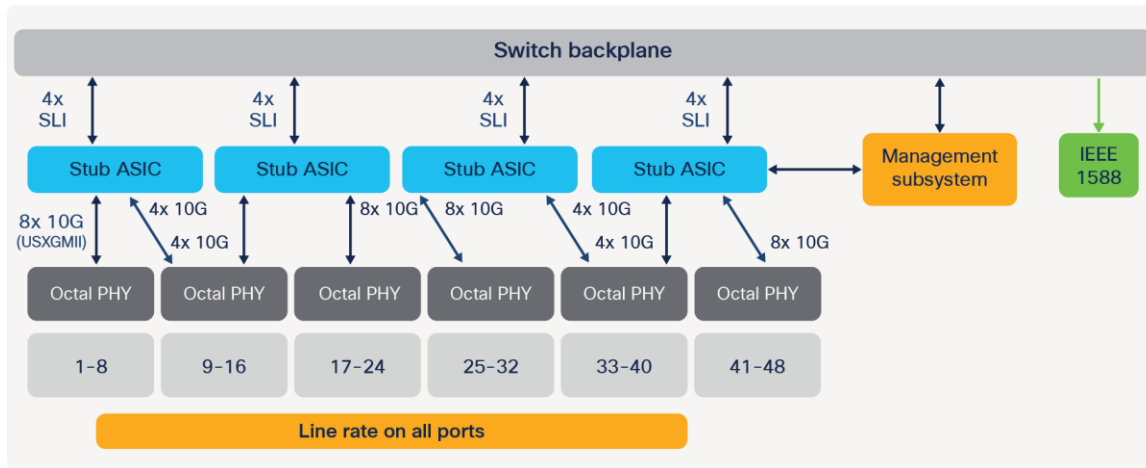 Switch backplane
4x
SLI
4x
SLI
4x
SLI
4x
SLI
Stub ASIC
Stub ASIC
Stub ASIC
Stub ASIC
Management
subsystem
IEEE
1588
8x 10G
(USXGMII)
4x 10G
4x 10G
8x 10G
8x 10G
4x 10G
4x 10G
8x 10G
Octal PHY
Octal PHY
Octal PHY
Octal PHY
Octal PHY
Octal PHY
1-8
9-16
17-24
25-32
33-40
41-48
Line rate on all ports